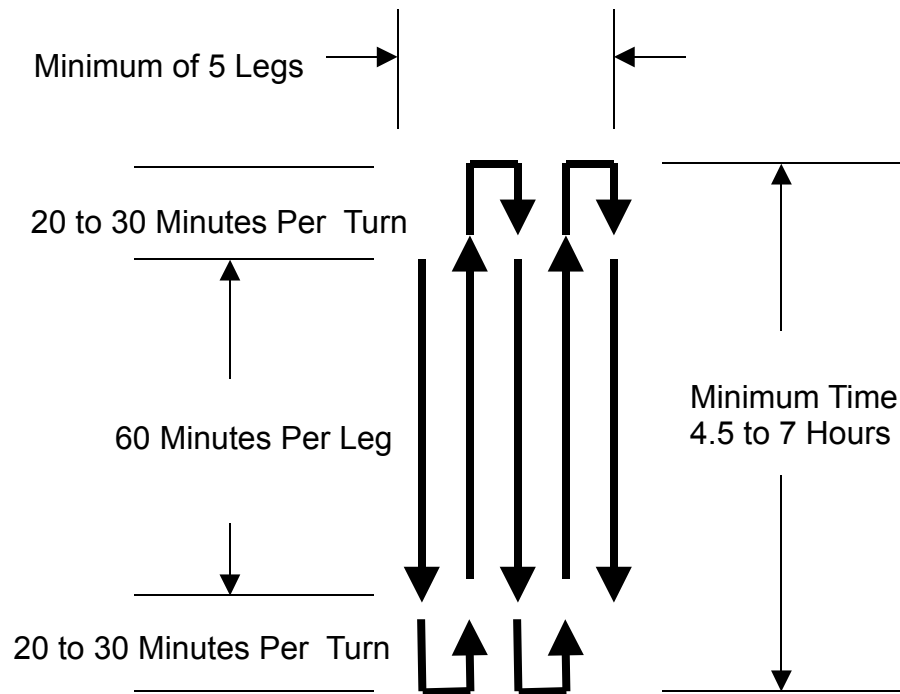 Minimum of 5 Legs
20 to 30 Minutes Per Turn
60 Minutes Per Leg
Minimum Time
4.5 to 7 Hours
20 to 30 Minutes Per Turn